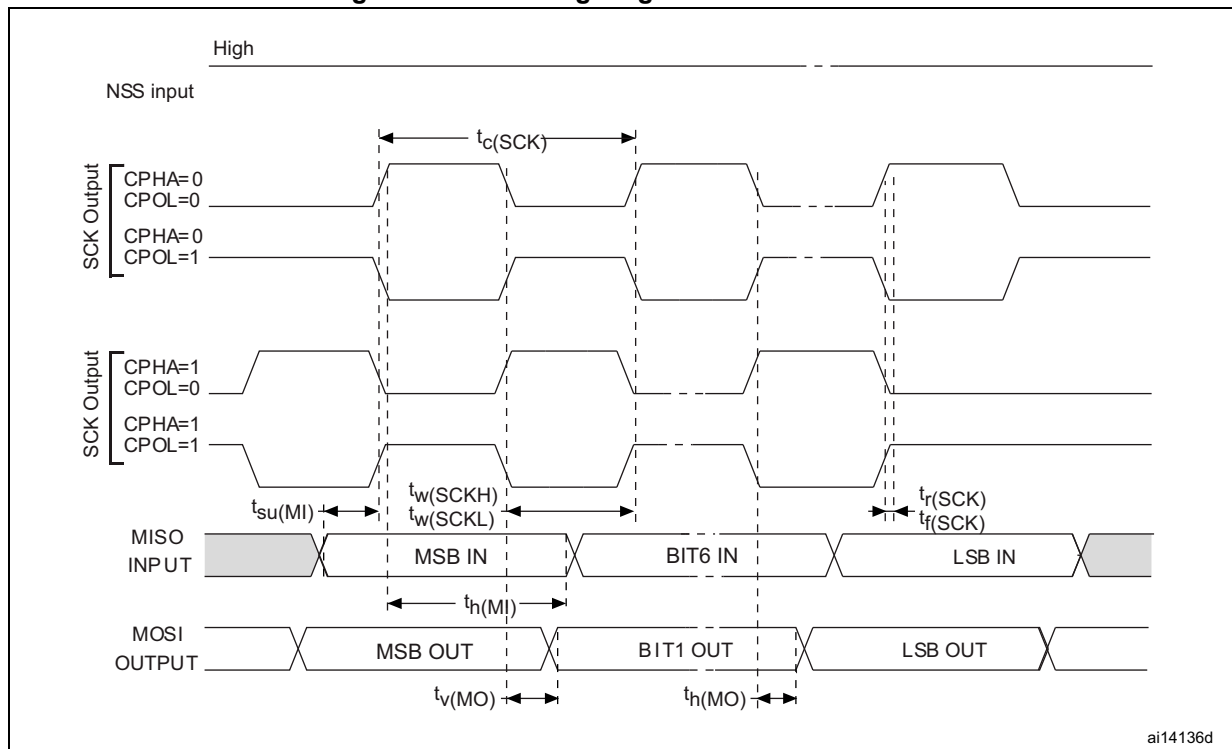 High
NSS input
tc(SCK)
SCK Output
CPHA=0
CPOL=0
CPHA=0
CPOL=1
SCK Output
CPHA=1
CPOL=0
CPHA=1
CPOL=1
tsu(MI)
tw(SCKH)
tw(SCKL)
tr(SCK)
tf(SCK)
MISO
INPUT
MSB IN
BIT6 IN
LSB IN
th(MI)
MOSI
OUTPUT
MSB OUT
BIT1 OUT
LSB OUT
tv(MO)
th(MO)
ai14136d